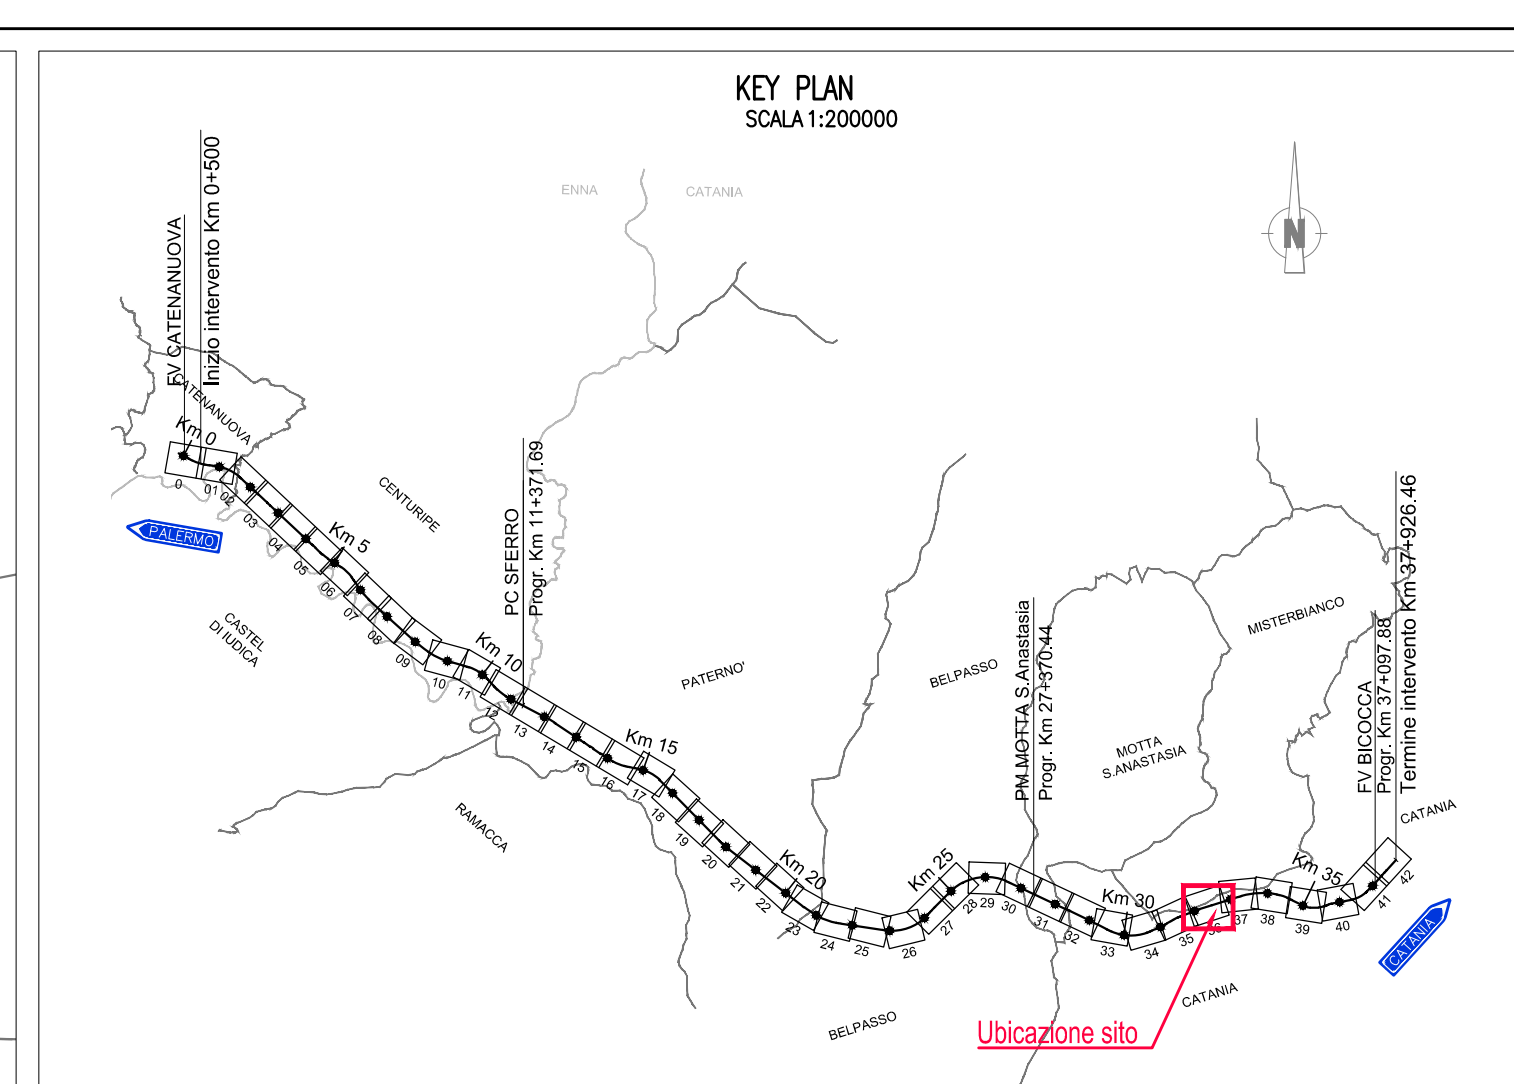 KEY PLAN
SCALA 1:200000
ENNA
CATANIA
N
FV CATENANUOVA
Inizio intervento Km 0+500
CATENANUOVA
Km 0
PALERMO
CENTURIPE
Km 5
CASTEL
DI IUDICA
PC SFERRO
Progr. Km 11+371.69
Km 10
PATERNO'
Km 15
RAMACCA
Km 20
BELPASSO
Km 25
BELPASSO
PM MOTTA S.Anastasia
Progr. Km 27+370.44
MOTTA
S.ANASTASIA
MISTERBIANCO
Km 30
FV BICOCCA
Progr. Km 37+097.88
Termine intervento Km 37+926.46
CATANIA
Km 35
CATANIA
CATANIA
Ubicazione sito
0
01
02
03
04
05
06
07
08
09
10
11
12
13
14
15
16
17
18
19
20
21
22
23
24
25
26
27
28
29
30
31
32
33
34
35
36
37
38
39
40
41
42